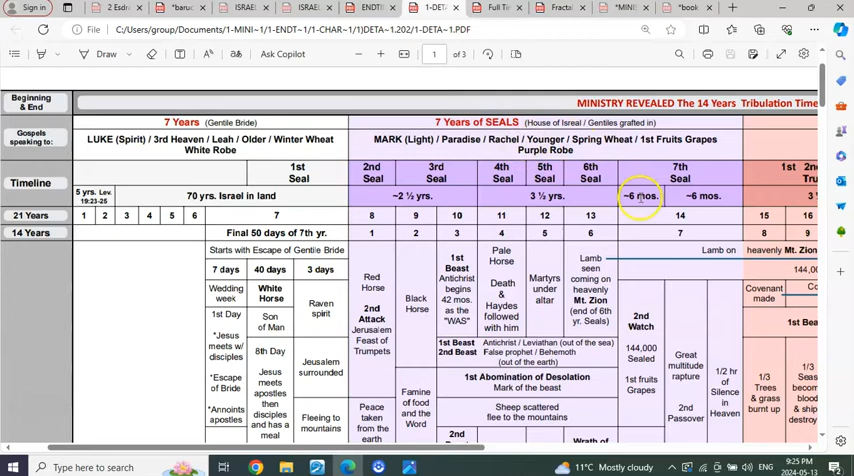 Sign in
2 Esdra
*baruc
ISRAEL
ISRAEL
ENDTIN
1-DETA
Full Tim
Fractal
*MINIS
*book
File C:/Users/group/Documents/1-MINI~1/1-ENDT~1/1-CHAR~1/1)DETA~1.202/1-DETA~1.PDF
Draw
Ask Copilot
1 of 3
Beginning
& End
MINISTRY REVEALED The 14 Years Tribulation Time
Gospels
speaking to:
7 Years (Gentile Bride)
LUKE (Spirit) / 3rd Heaven / Leah / Older / Winter Wheat
White Robe
7 Years of SEALS (House of Isreal / Gentiles grafted in)
MARK (Light) / Paradise / Rachel / Younger / Spring Wheat / 1st Fruits Grapes
Purple Robe
Timeline
1st
Seal
2nd
Seal
3rd
Seal
4th
Seal
5th
Seal
6th
Seal
7th
Seal
1st 2nd
Tru
5 yrs. Lev.
19:23-25
70 yrs. Israel in land
~2 ½ yrs.
3 ½ yrs.
~6 mos.
~6 mos.
3 ½
21 Years 1 2 3 4 5 6 7 8 9 10 11 12 13 14 15 16
14 Years Final 50 days of 7th yr. 1 2 3 4 5 6 7 8 9
Starts with Escape of Gentile Bride
7 days
40 days
3 days
Wedding
week
1st Day
*Jesus
meets w/
disciples
*Escape
of Bride
*Annoints
apostles
White
Horse
Son
of Man
8th Day
Jesus
meets
apostles
then
disciples
and has a
meal
Raven
spirit
Jeusalem
surrounded
Fleeing to
mountains
Red
Horse
2nd
Attack
Jerusalem
Feast of
Trumpets
Peace
taken
from the
earth
Black
Horse
Famine
of food
and the
Word
1st
Beast
Antichrist
begins
42 mos.
as the
"WAS"
Pale
Horse
Death
&
Haydes
followed
with him
Martyrs
under
altar
Lamb
seen
coming on
heavenly
Mt. Zion
(end of 6th
yr. Seals)
1st Beast Antichrist / Leviathan (out of the sea)
2nd Beast False prophet / Behemoth
(out of the earth)
1st Abomination of Desolation
Mark of the beast
Sheep scattered
flee to the mountains
2nd
Wrath of
Lamb on heavenly Mt. Zion
144,000
2nd
Watch
144,000
Sealed
1st fruits
Grapes
Great
multitude
rapture
2nd
Passover
1/2 hr
of
Silence
in
Heaven
Covenant
made
1st Bea
1/3
Trees &
grass
burnt up
1/3
Seas
becom
blood
& ship
destroy
Type here to search
11°C Mostly cloudy
9:25 PM
2024-05-13